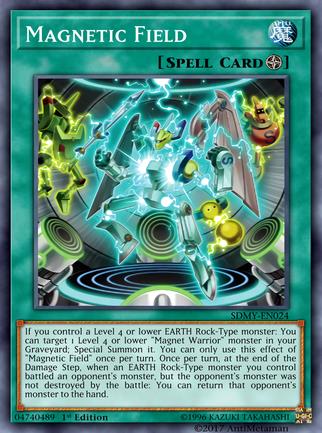 MAGNETIC FIELD
[SPELL CARD]
SDMY-EN024
If you control a Level 4 or lower EARTH Rock-Type monster: You
can target 1 Level 4 or lower "Magnet Warrior" monster in your
Graveyard; Special Summon it. You can only use this effect of
"Magnetic Field" once per turn. Once per turn, at the end of the
Damage Step, when an EARTH Rock-Type monster you control
battled an opponent's monster, but the opponent's monster was
not destroyed by the battle: You can return that opponent's
monster to the hand.
04740489 1st Edition ©1996 KAZUKI TAKAHASHI
©2017 AntiMetaman